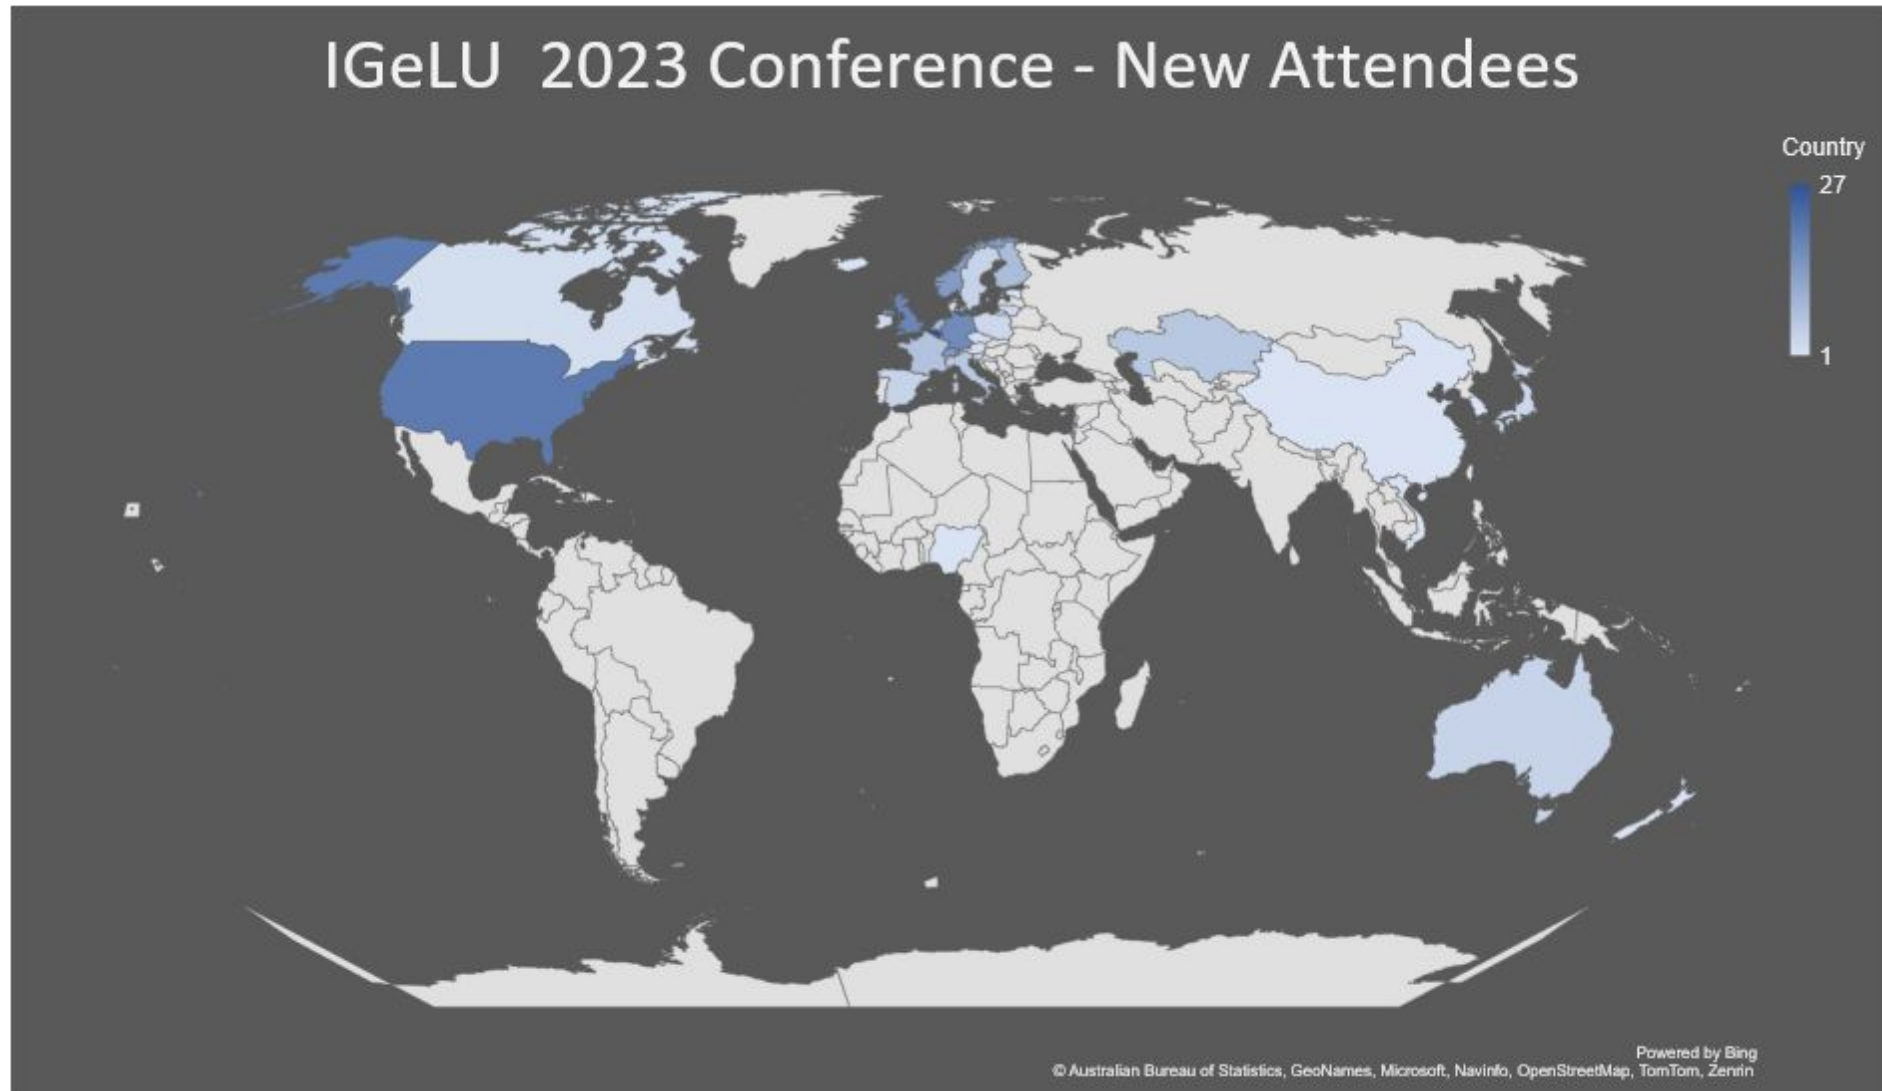 IGeLU  2023 Conference - New Attendees
Country
27
1
Powered by Bing
© Australian Bureau of Statistics, GeoNames, Microsoft, Navinfo, OpenStreetMap, TomTom, Zenrin